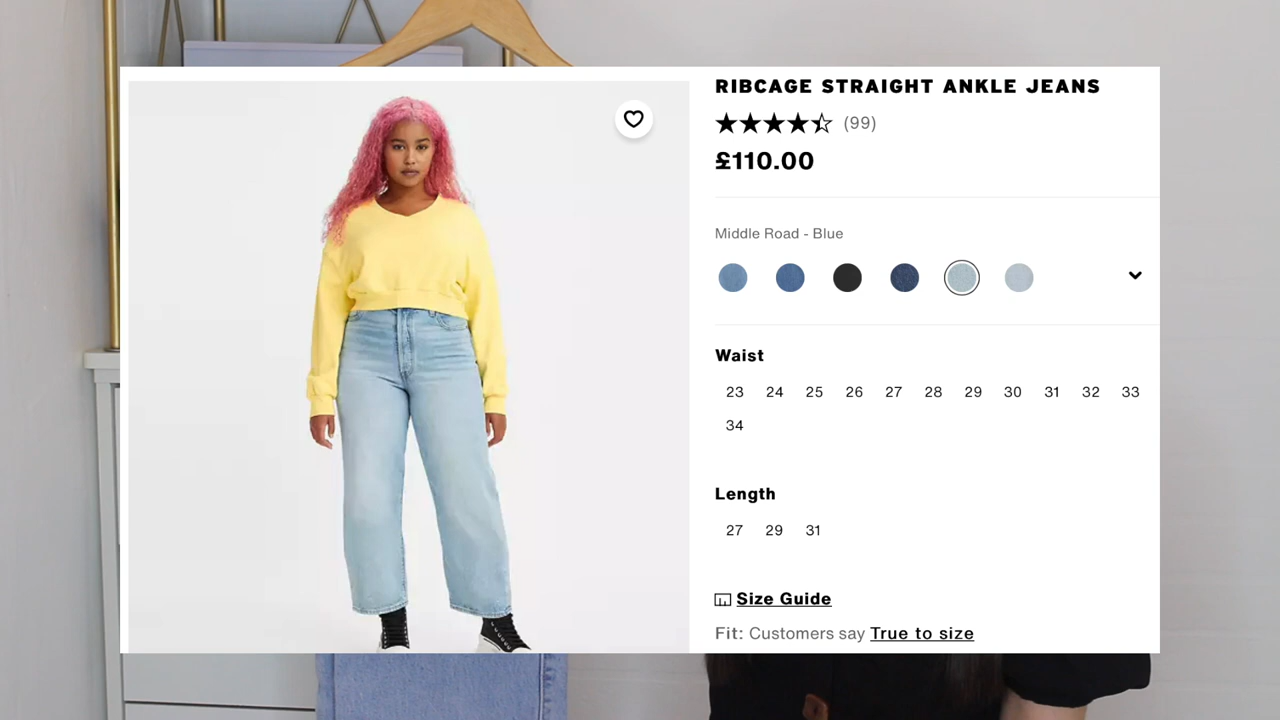 RIBCAGE STRAIGHT ANKLE JEANS
(99)
£110.00
Middle Road - Blue
Waist
23 24 25 26 27 28 29 30 31 32 33
34
Length
27 29 31
Size Guide
Fit: Customers say True to size